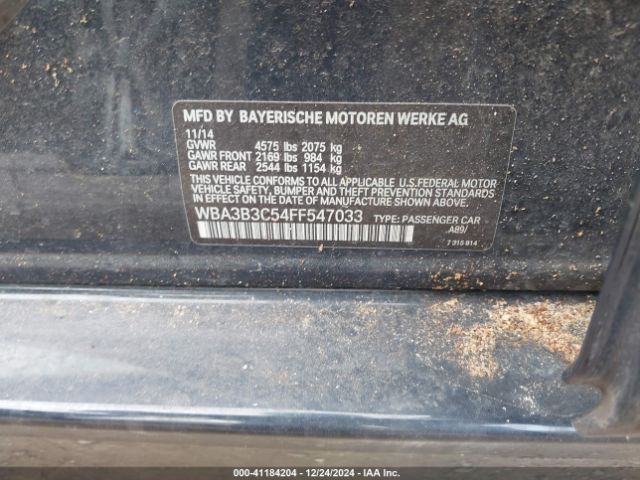 MFD BY BAYERISCHE MOTOREN WERKE AG
11/14
GVWR 4575 lbs 2075 kg
GAWR FRONT 2169 lbs 984 kg
GAWR REAR 2544 lbs 1154 kg
THIS VEHICLE CONFORMS TO ALL APPLICABLE U.S.FEDERAL MOTOR
VEHICLE SAFETY, BUMPER AND THEFT PREVENTION STANDARDS
IN EFFECT ON THE DATE OF MANUFACTURE SHOWN ABOVE.
WBA3B3C54FF547033 TYPE: PASSENGER CAR
A89/
7 315 814
000-41184204 • 12/24/2024 • IAA Inc.